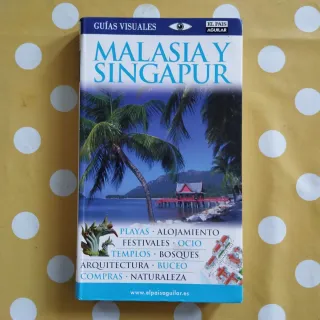 GUÍAS VISUALES
EL PAIS
AGUILAR
MALASIA Y
SINGAPUR
PLAYAS · ALOJAMIENTO
FESTIVALES · OCIO
TEMPLOS · BOSQUES
ARQUITECTURA · BUCEO
COMPRAS · NATURALEZA
www.elpaisaguilar.es